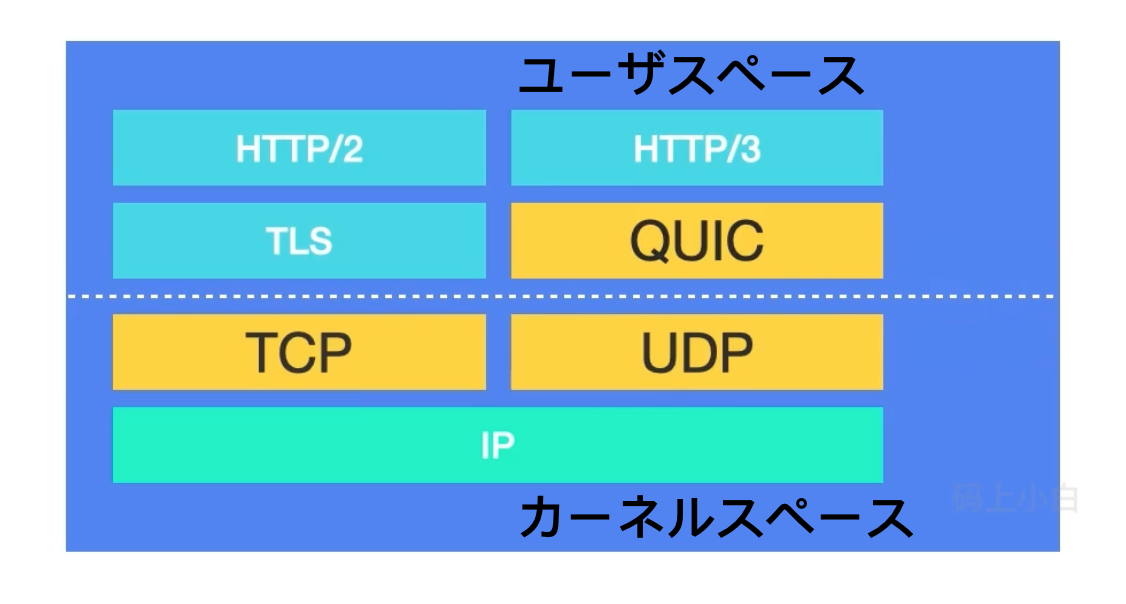 ユーザスペース
HTTP/2 HTTP/3
TLS QUIC
TCP UDP
IP
カーネルスペース
码上小白